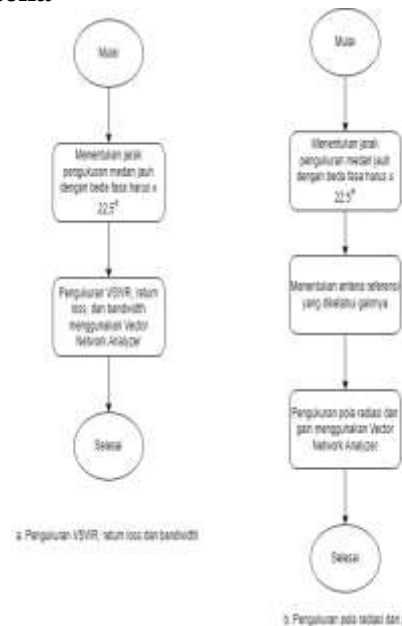 Mulai
Menentukan jarak
pengukuran medan jauh
dengan beda fasa harus ≤
22.5°
Pengukuran VSWR, return
loss, dan bandwidth
menggunakan Vector
Network Analyzer
Selesai
a. Pengukuran VSWR, return loss dan bandwidth
Mulai
Menentukan jarak
pengukuran medan jauh
dengan beda fasa harus ≤
22.5°
Menentukan antena referensi
yang diketahui gainnya
Pengukuran pola radiasi dan
gain menggunakan Vector
Network Analyzer
Selesai
b. Pengukuran pola radiasi dan